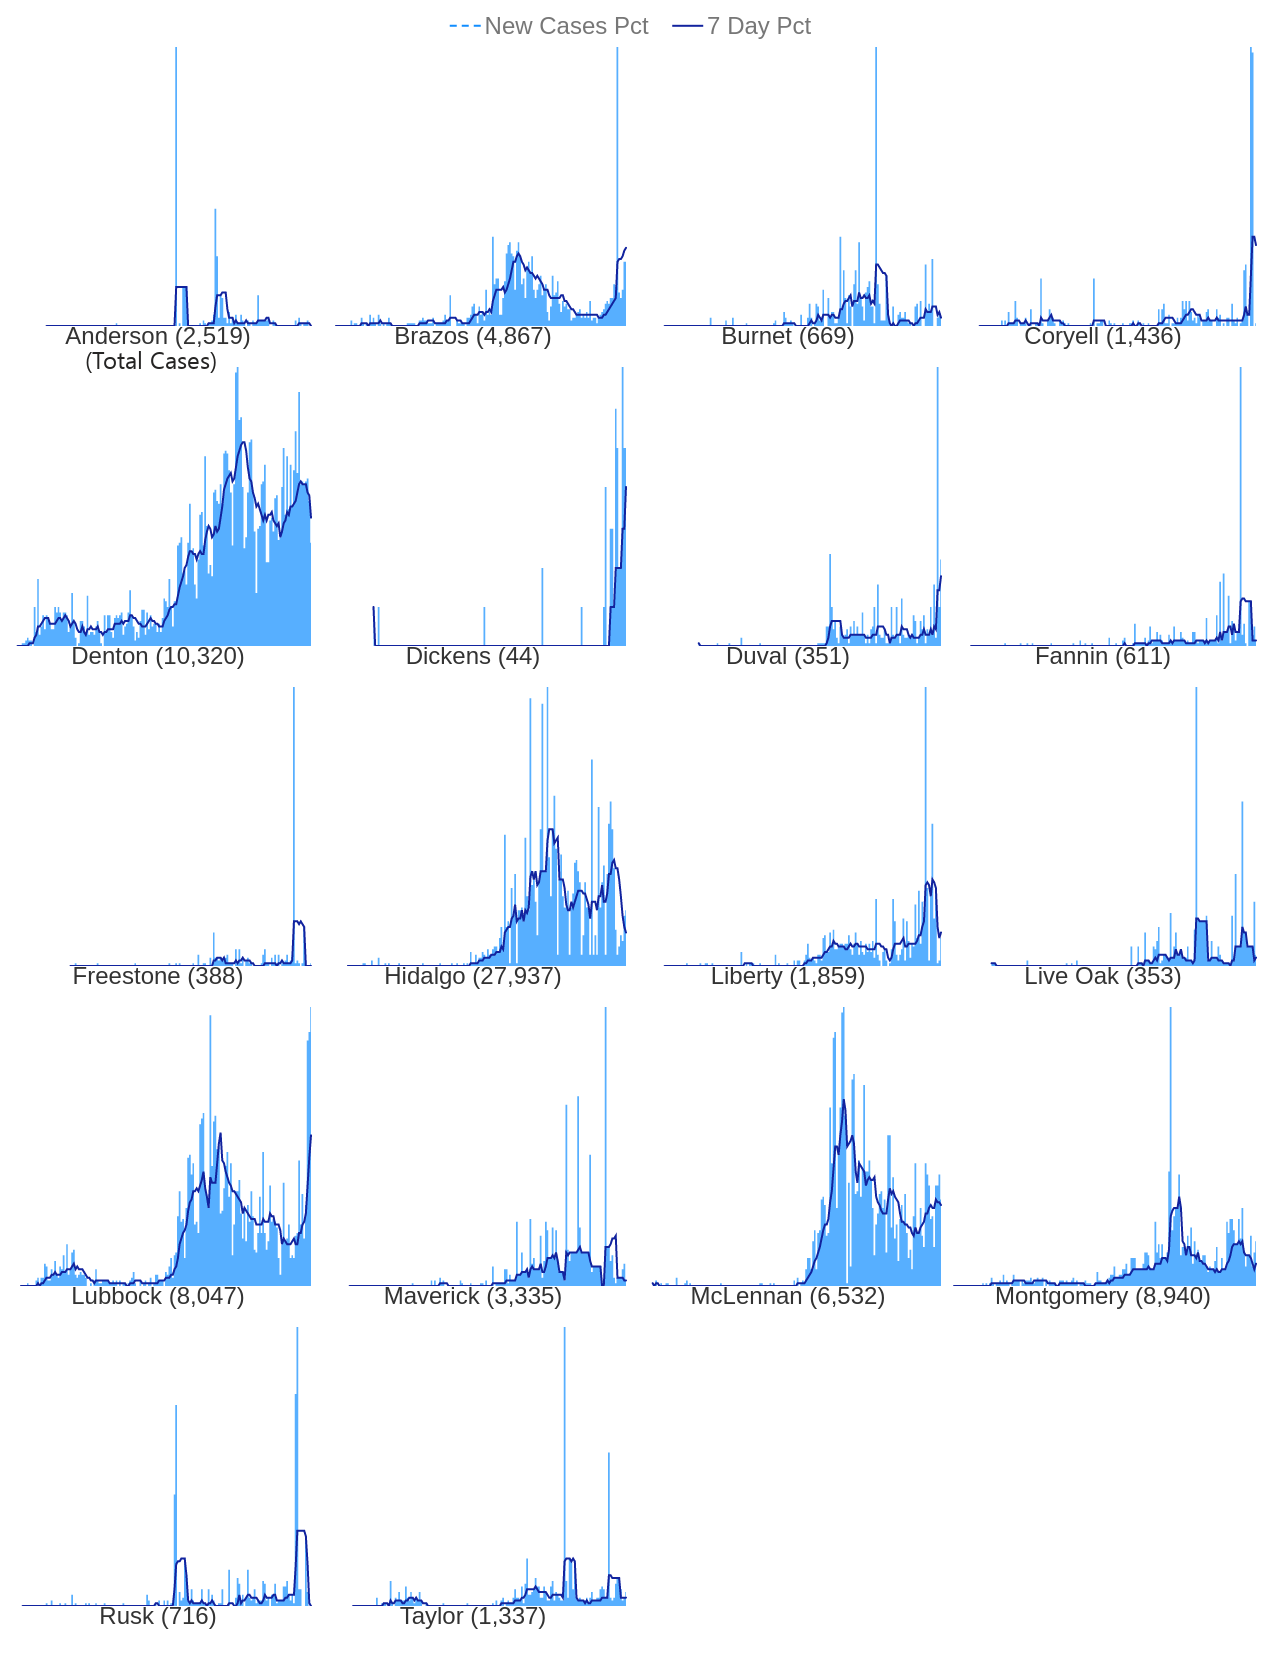 New Cases Pct 7 Day Pct
Anderson (2,519) Brazos (4,867) Burnet (669) Coryell (1,436)
(Total Cases)
Denton (10,320) Dickens (44) Duval (351) Fannin (611)
Freestone (388) Hidalgo (27,937) Liberty (1,859) Live Oak (353)
Lubbock (8,047) Maverick (3,335) McLennan (6,532) Montgomery (8,940)
Rusk (716) Taylor (1,337)